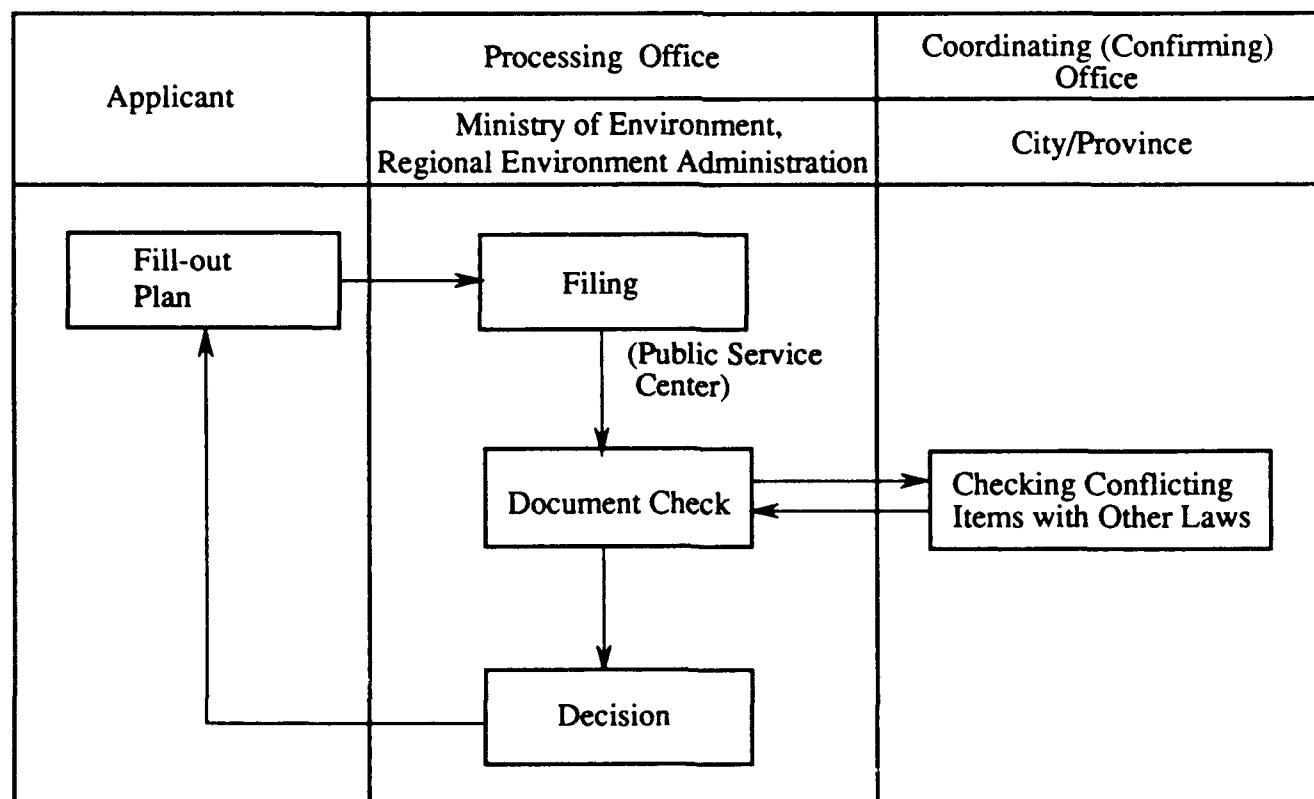 Applicant
Processing Office
Coordinating (Confirming)
Office
Ministry of Environment,
Regional Environment Administration
City/Province
Fill-out
Plan
Filing
(Public Service
Center)
Document Check
Checking Conflicting
Items with Other Laws
Decision